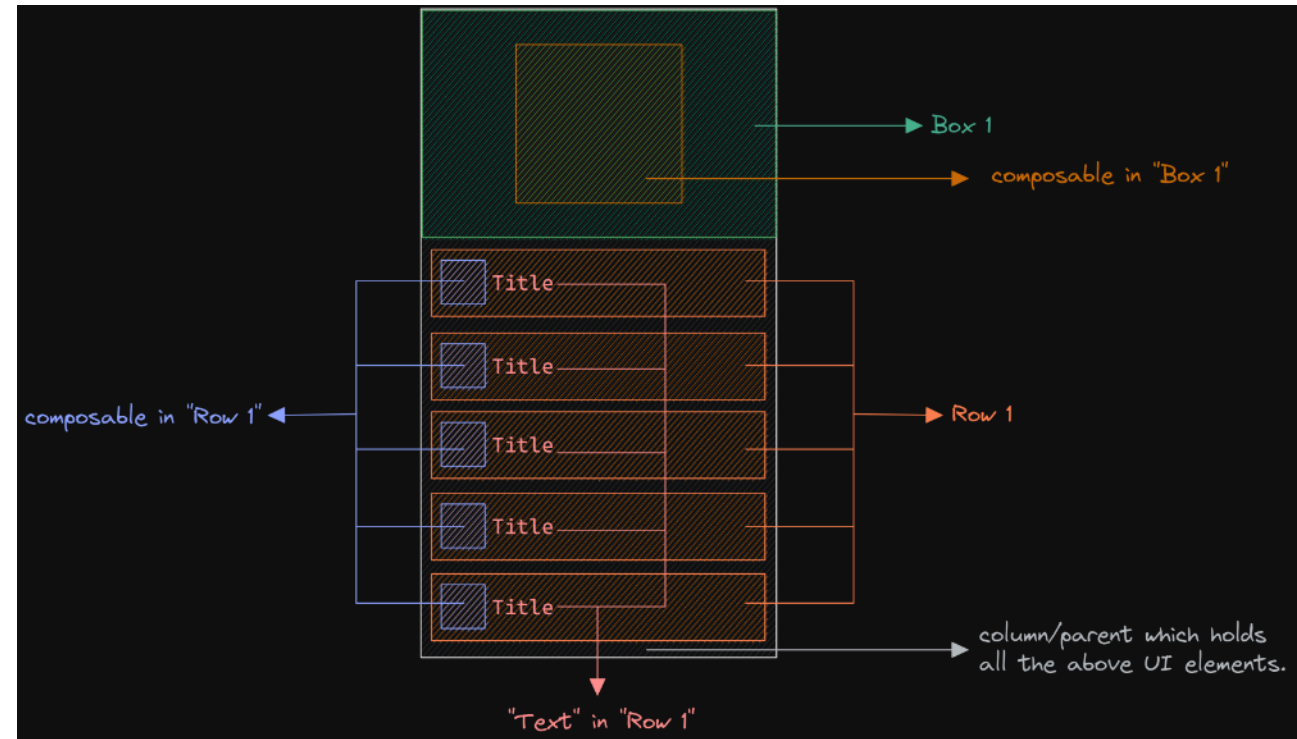 Box 1
composable in "Box 1"
Title
Title
composable in "Row 1"
Row 1
Title
Title
Title
column/parent which holds
all the above UI elements.
"Text" in "Row 1"